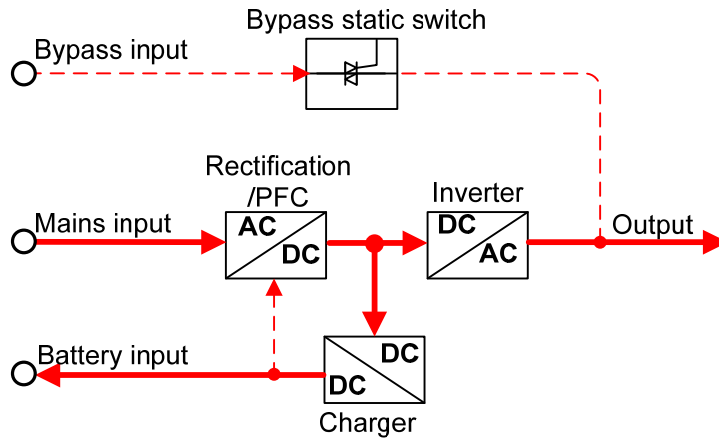 Bypass static switch
Bypass input
Rectification
/PFC
Inverter
Mains input
AC
DC
DC
AC
Output
Battery input
DC
DC
Charger